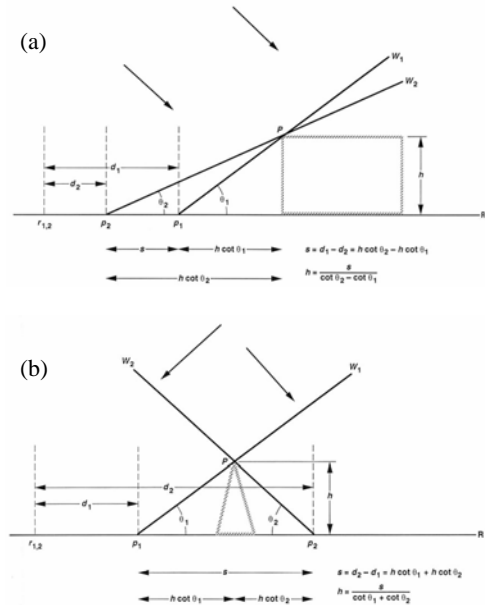 (a)
W₁
W₂
P
d₁
d₂
h
θ₂
θ₁
r₁,₂
p₂
p₁
R
s
h cot θ₁
s = d₁ – d₂ = h cot θ₂ – h cot θ₁
h cot θ₂
h = s / (cot θ₂ – cot θ₁)
(b)
W₂
W₁
P
d₂
d₁
h
θ₁
θ₂
r₁,₂
p₁
p₂
R
s
s = d₂ – d₁ = h cot θ₁ + h cot θ₂
h cot θ₁
h cot θ₂
h = s / (cot θ₁ + cot θ₂)